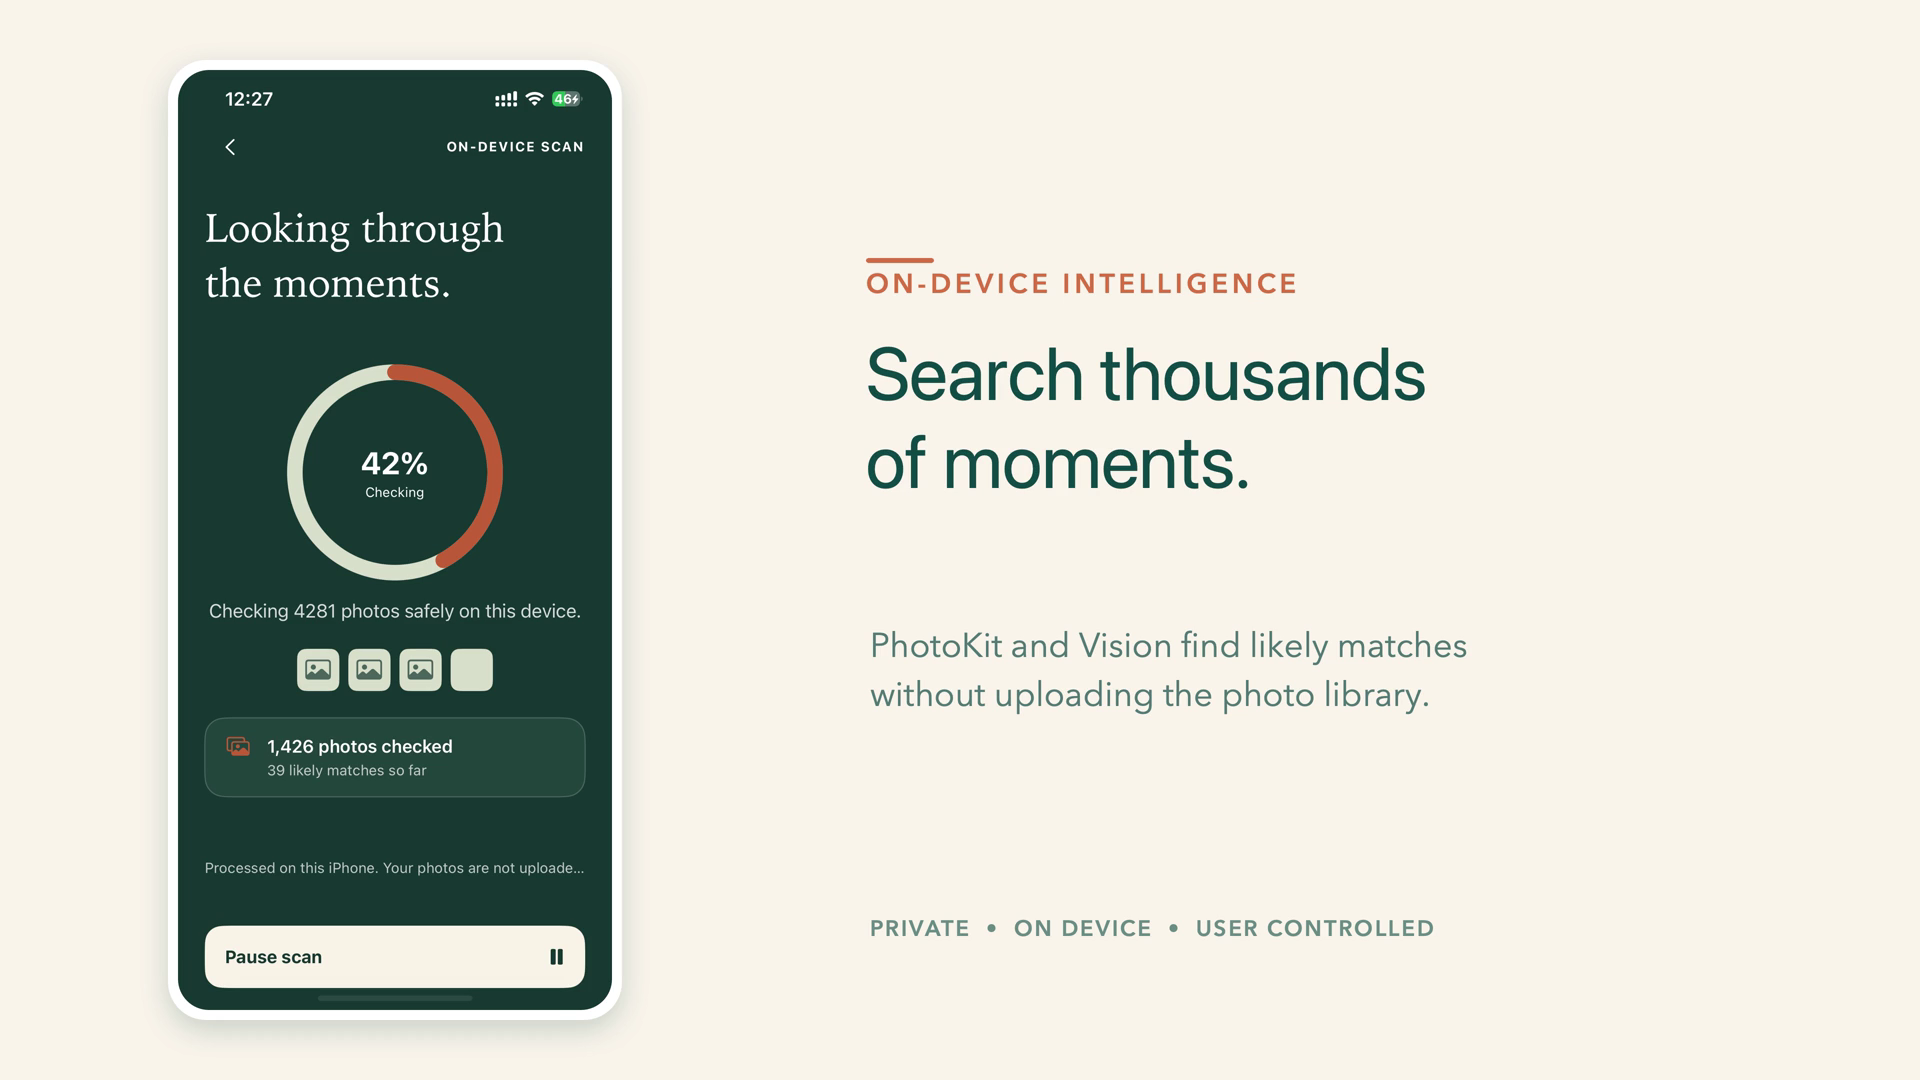 12:27
46
ON-DEVICE SCAN
Looking through
the moments.
42%
Checking
Checking 4281 photos safely on this device.
1,426 photos checked
39 likely matches so far
Processed on this iPhone. Your photos are not uploade...
Pause scan
ON-DEVICE INTELLIGENCE
Search thousands
of moments.
PhotoKit and Vision find likely matches
without uploading the photo library.
PRIVATE • ON DEVICE • USER CONTROLLED